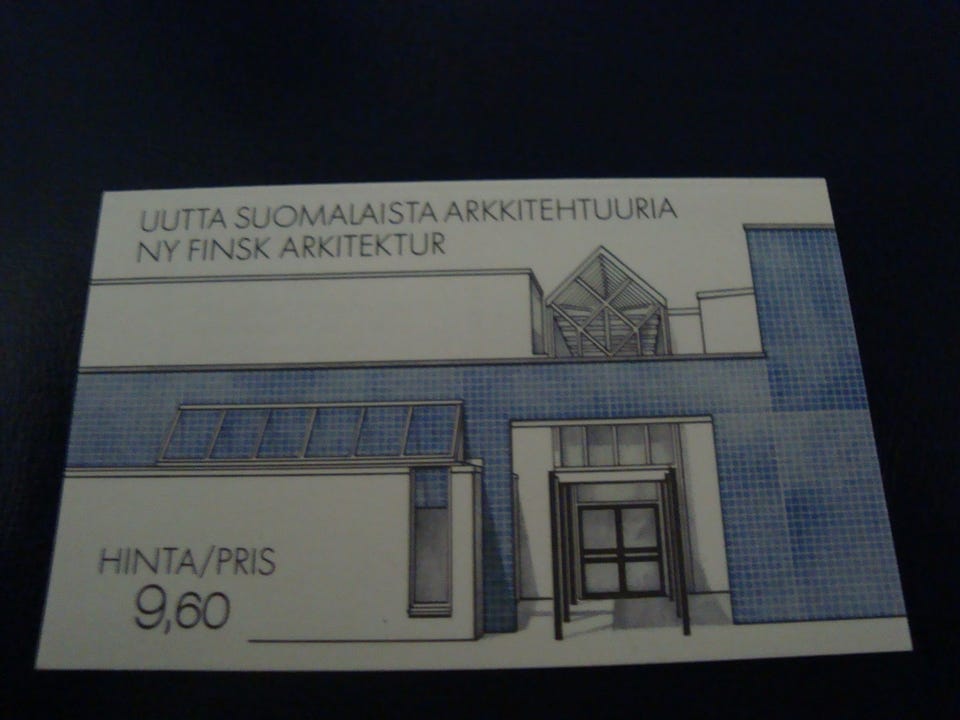 UUTTA SUOMALAISTA ARKKITEHTUURIA
NY FINSK ARKITEKTUR
HINTA/PRIS
9,60